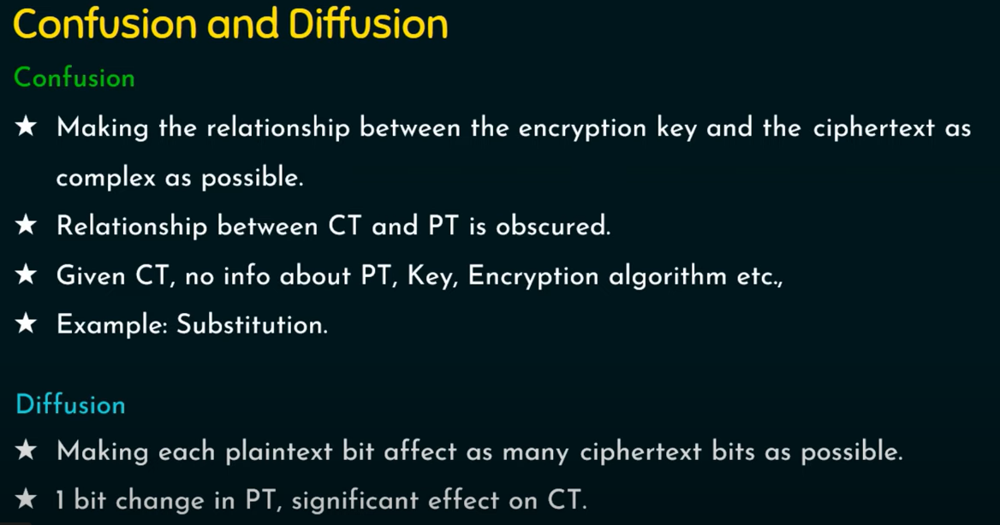 Confusion and Diffusion
Confusion
★ Making the relationship between the encryption key and the ciphertext as
complex as possible.
★ Relationship between CT and PT is obscured.
★ Given CT, no info about PT, Key, Encryption algorithm etc.,
★ Example: Substitution.
Diffusion
★ Making each plaintext bit affect as many ciphertext bits as possible.
★ 1 bit change in PT, significant effect on CT.